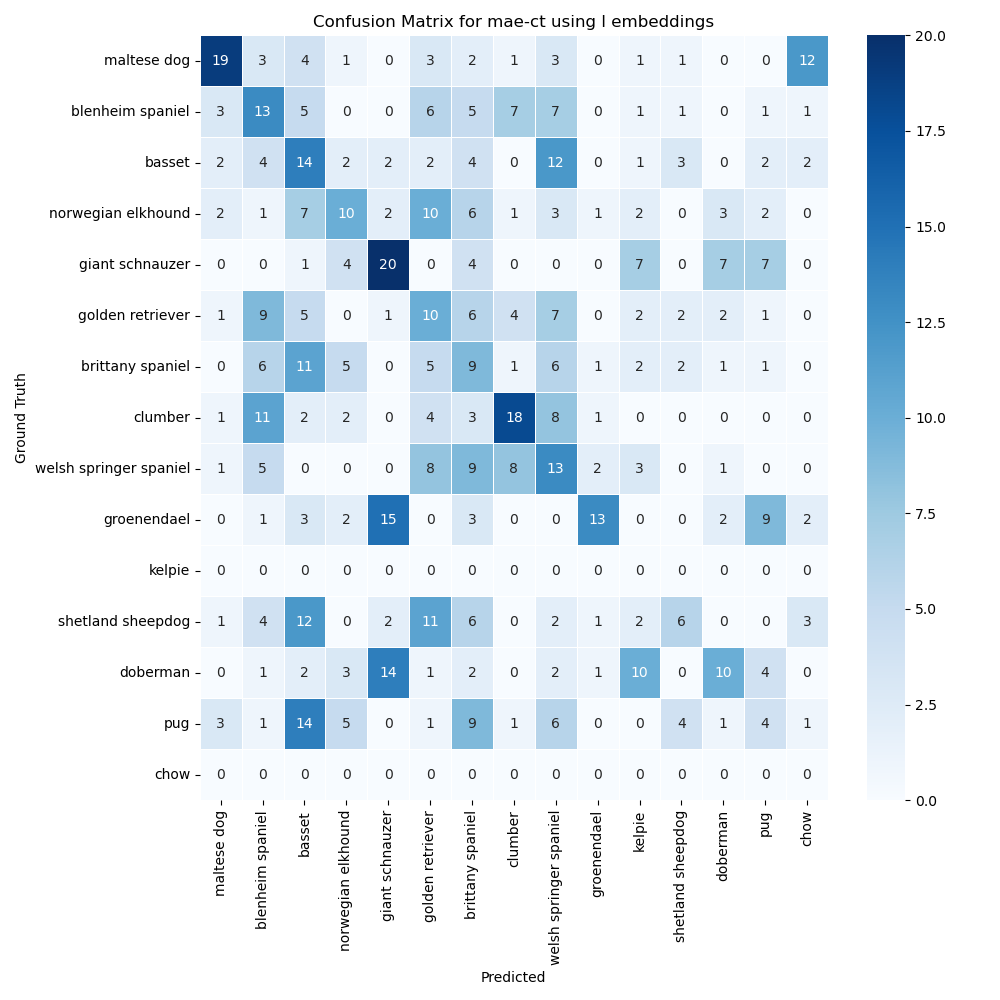 Confusion Matrix for mae-ct using l embeddings
maltese dog 19 3 4 1 0 3 2 1 3 0 1 1 0 0 12
blenheim spaniel 3 13 5 0 0 6 5 7 7 0 1 1 0 1 1
basset 2 4 14 2 2 2 4 0 12 0 1 3 0 2 2
norwegian elkhound 2 1 7 10 2 10 6 1 3 1 2 0 3 2 0
giant schnauzer 0 0 1 4 20 0 4 0 0 0 7 0 7 7 0
golden retriever 1 9 5 0 1 10 6 4 7 0 2 2 2 1 0
brittany spaniel 0 6 11 5 0 5 9 1 6 1 2 2 1 1 0
clumber 1 11 2 2 0 4 3 18 8 1 0 0 0 0 0
welsh springer spaniel 1 5 0 0 0 8 9 8 13 2 3 0 1 0 0
groenendael 0 1 3 2 15 0 3 0 0 13 0 0 2 9 2
kelpie 0 0 0 0 0 0 0 0 0 0 0 0 0 0 0
shetland sheepdog 1 4 12 0 2 11 6 0 2 1 2 6 0 0 3
doberman 0 1 2 3 14 1 2 0 2 1 10 0 10 4 0
pug 3 1 14 5 0 1 9 1 6 0 0 4 1 4 1
chow 0 0 0 0 0 0 0 0 0 0 0 0 0 0 0
Ground Truth
maltese dog
blenheim spaniel
basset
norwegian elkhound
giant schnauzer
golden retriever
brittany spaniel
clumber
welsh springer spaniel
groenendael
kelpie
shetland sheepdog
doberman
pug
chow
Predicted
20.0
17.5
15.0
12.5
10.0
7.5
5.0
2.5
0.0